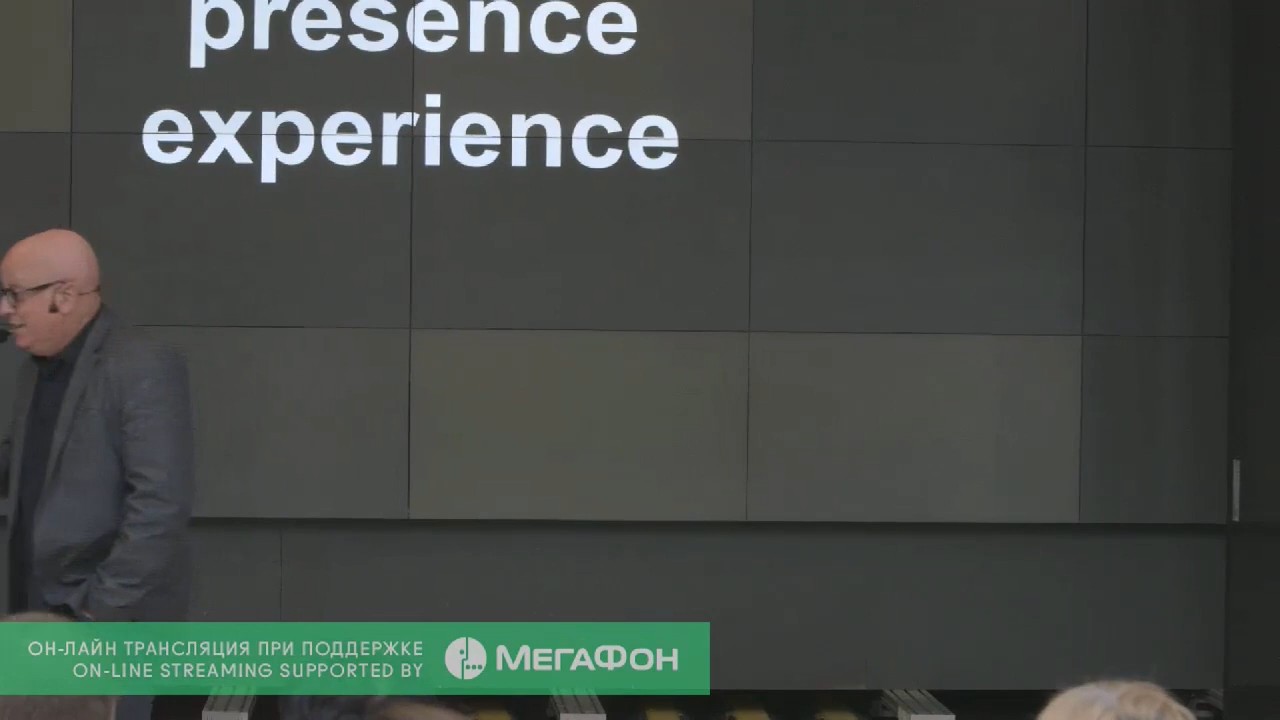 presence
experience
ОН-ЛАЙН ТРАНСЛЯЦИЯ ПРИ ПОДДЕРЖКЕ
ON-LINE STREAMING SUPPORTED BY
МЕГАФОН